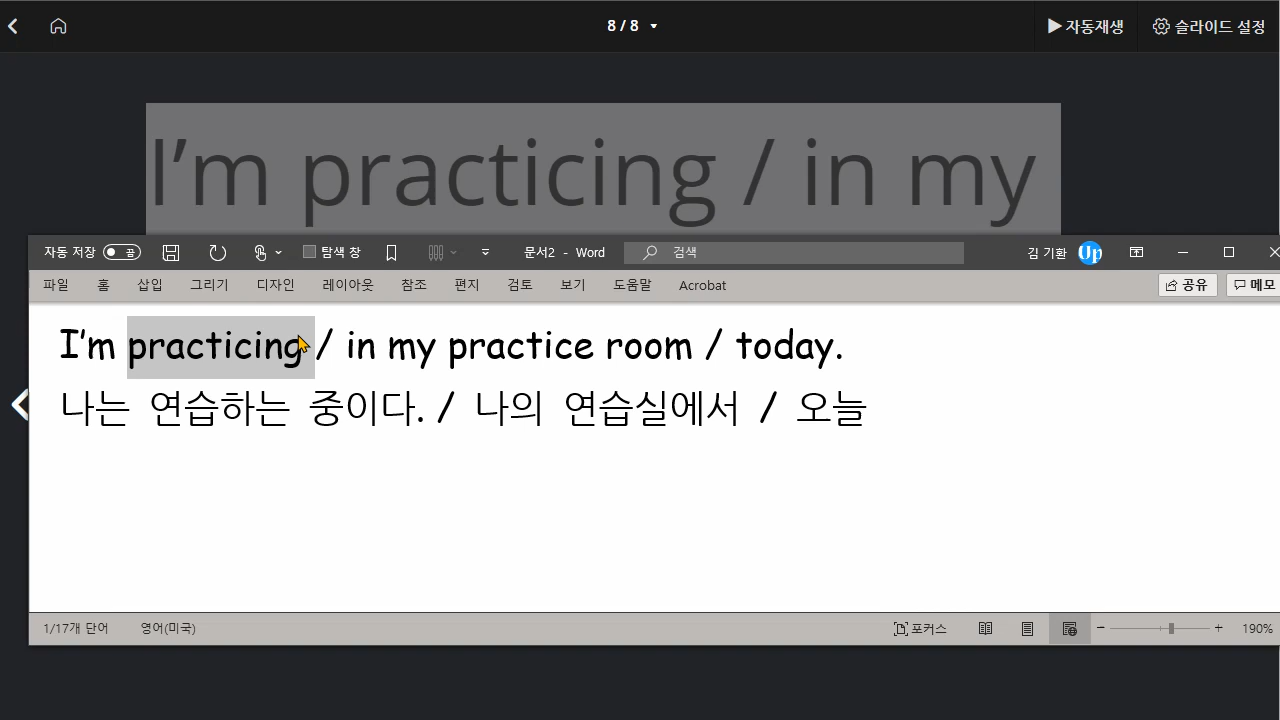 8 / 8
자동재생
슬라이드 설정
I’m practicing / in my
자동 저장
끔
탐색 창
문서2 - Word
검색
김 기환
Up
파일 홈 삽입 그리기 디자인 레이아웃 참조 편지 검토 보기 도움말 Acrobat
공유
메모
I’m practicing / in my practice room / today.
나는 연습하는 중이다. / 나의 연습실에서 / 오늘
1/17개 단어
영어(미국)
포커스
190%